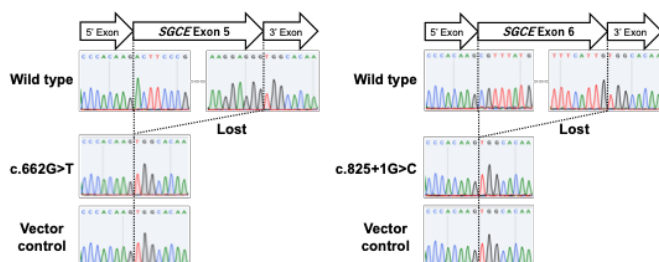 5' Exon SGCE Exon 5 3' Exon
C C C A C A A G A C T T C C C G
A A G G A G G G T G G C A C A A
Wild type
Lost
C C C A C A A G T G G C A C A A
c.662G>T
C C C A C A A G T G G C A C A A
Vector control
5' Exon SGCE Exon 6 3' Exon
C C C A C A A G C G T T T A T G
T T T C A T T G T G G C A C A A
Wild type
Lost
C C C A C A A G T G G C A C A A
c.825+1G>C
C C C A C A A G T G G C A C A A
Vector control